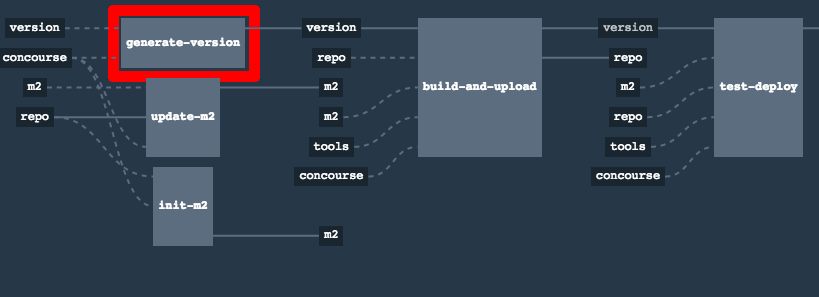 version
concourse
m2
repo
generate-version
update-m2
init-m2
version
repo
m2
m2
tools
concourse
m2
build-and-upload
version
repo
m2
repo
tools
concourse
test-deploy